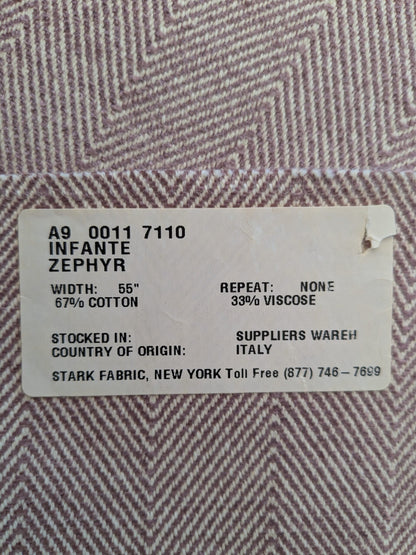 A9 0011 7110
INFANTE
ZEPHYR
WIDTH: 55" REPEAT: NONE
67% COTTON 33% VISCOSE
STOCKED IN: SUPPLIERS WAREH
COUNTRY OF ORIGIN: ITALY
STARK FABRIC, NEW YORK Toll Free (877) 746-7699